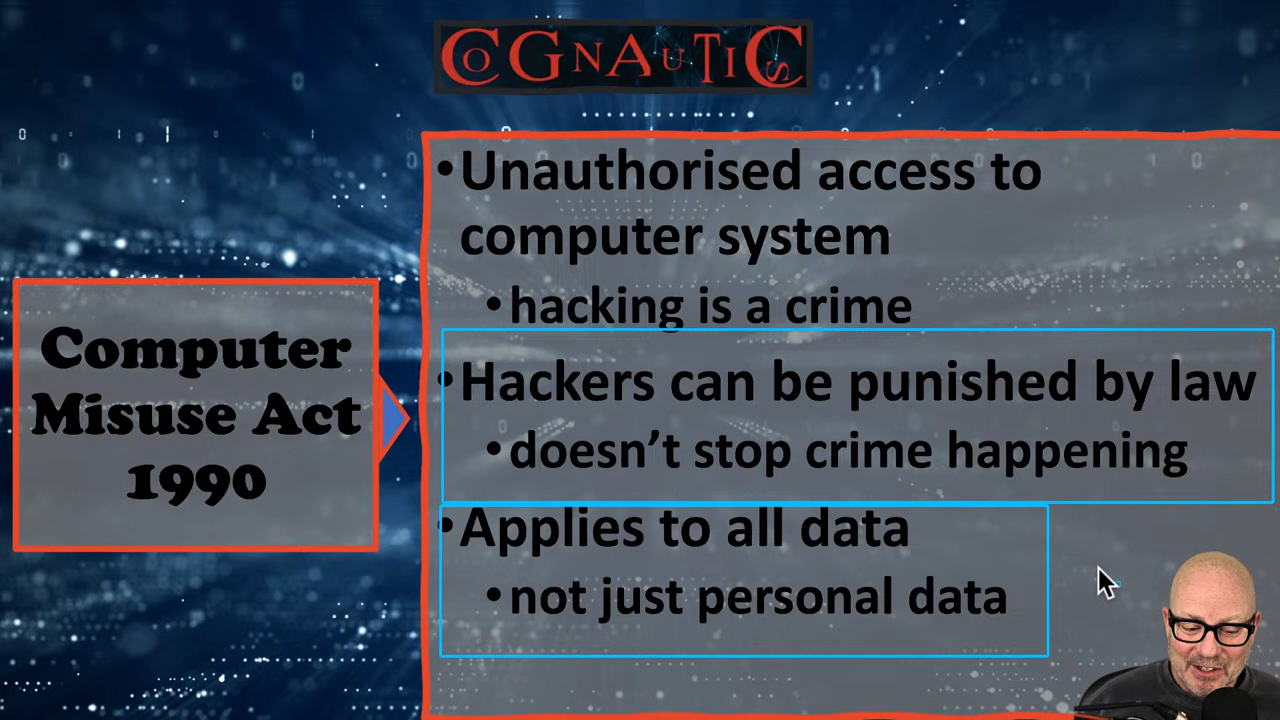 COGNAUTICS
•Unauthorised access to
computer system
•hacking is a crime
Computer
Misuse Act
1990
•Hackers can be punished by law
•doesn’t stop crime happening
•Applies to all data
•not just personal data